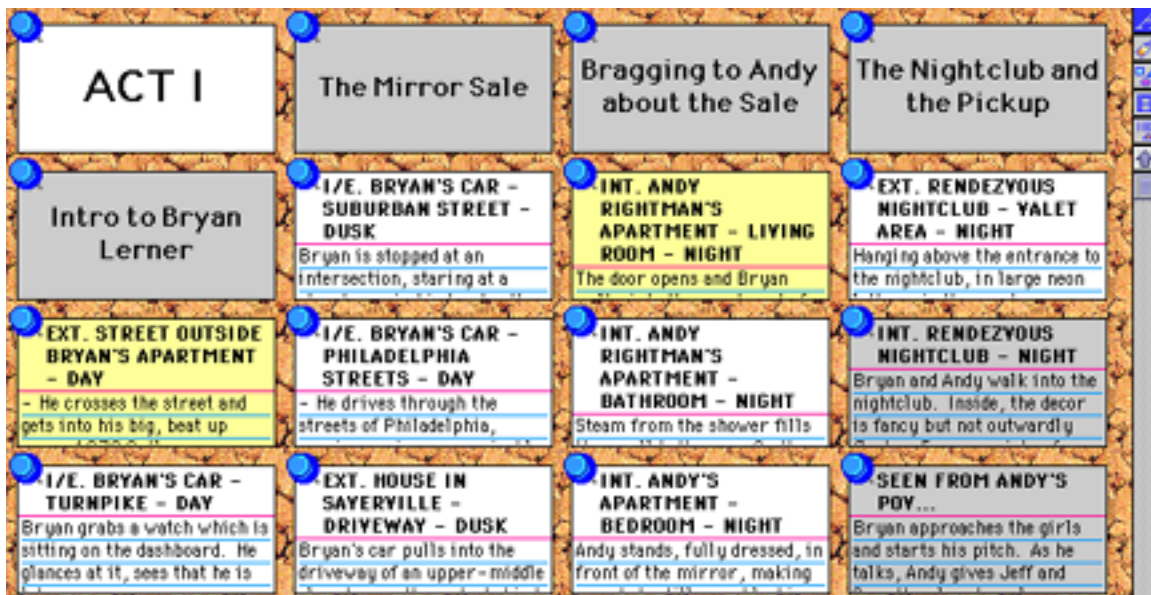 ACT I
The Mirror Sale
Bragging to Andy
about the Sale
The Nightclub and
the Pickup
Intro to Bryan
Lerner
I/E. BRYAN'S CAR -
SUBURBAN STREET -
DUSK
Bryan is stopped at an
intersection, staring at a
INT. ANDY
RIGHTMAN'S
APARTMENT - LIVING
ROOM - NIGHT
The door opens and Bryan
EXT. RENDEZVOUS
NIGHTCLUB - VALET
AREA - NIGHT
Hanging above the entrance to
the nightclub, in large neon
EXT. STREET OUTSIDE
BRYAN'S APARTMENT
- DAY
- He crosses the street and
gets into his big, beat up
I/E. BRYAN'S CAR -
PHILADELPHIA
STREETS - DAY
- He drives through the
streets of Philadelphia,
INT. ANDY
RIGHTMAN'S
APARTMENT -
BATHROOM - NIGHT
Steam from the shower fills
INT. RENDEZVOUS
NIGHTCLUB - NIGHT
Bryan and Andy walk into the
nightclub. Inside, the decor
is fancy but not outwardly
I/E. BRYAN'S CAR -
TURNPIKE - DAY
Bryan grabs a watch which is
sitting on the dashboard. He
glances at it, sees that he is
EXT. HOUSE IN
SAYERVILLE -
DRIVEWAY - DUSK
Bryan's car pulls into the
driveway of an upper-middle
INT. ANDY'S
APARTMENT -
BEDROOM - NIGHT
Andy stands, fully dressed, in
front of the mirror, making
SEEN FROM ANDY'S
POV...
Bryan approaches the girls
and starts his pitch. As he
talks, Andy gives Jeff and